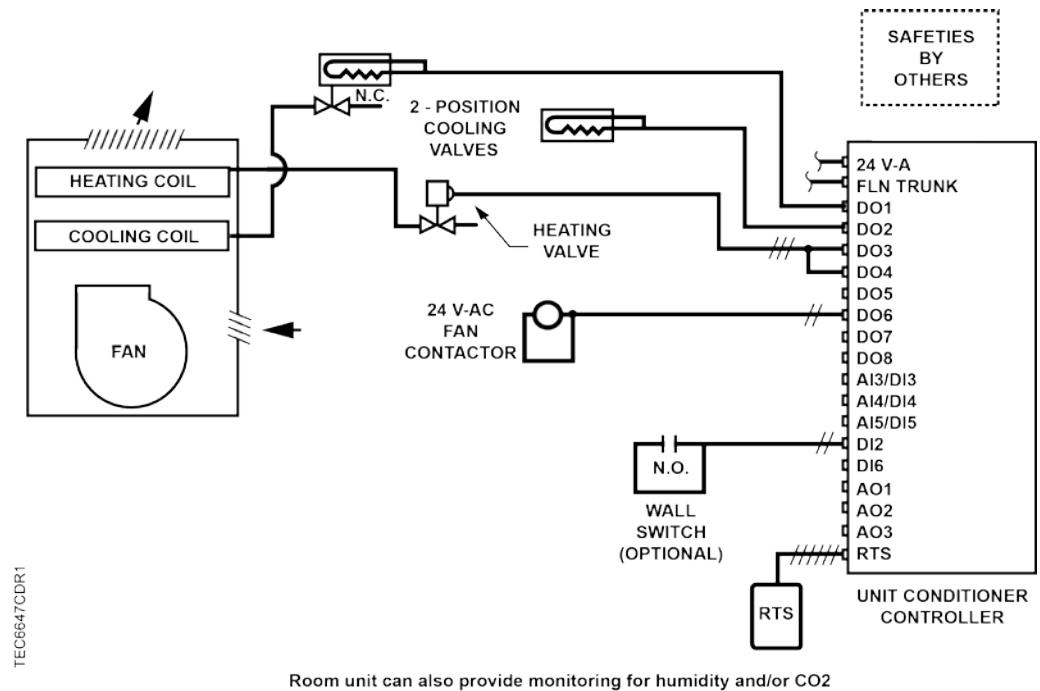 SAFETIES
BY
OTHERS
N.C.
2 - POSITION
COOLING
VALVES
HEATING COIL
COOLING COIL
HEATING
VALVE
24 V-AC
FAN
CONTACTOR
FAN
24 V-A
FLN TRUNK
DO1
DO2
DO3
DO4
DO5
DO6
DO7
DO8
AI3/DI3
AI4/DI4
AI5/DI5
DI2
DI6
AO1
AO2
AO3
RTS
N.O.
WALL
SWITCH
(OPTIONAL)
RTS
UNIT CONDITIONER
CONTROLLER
TEC6647CDR1
Room unit can also provide monitoring for humidity and/or CO2